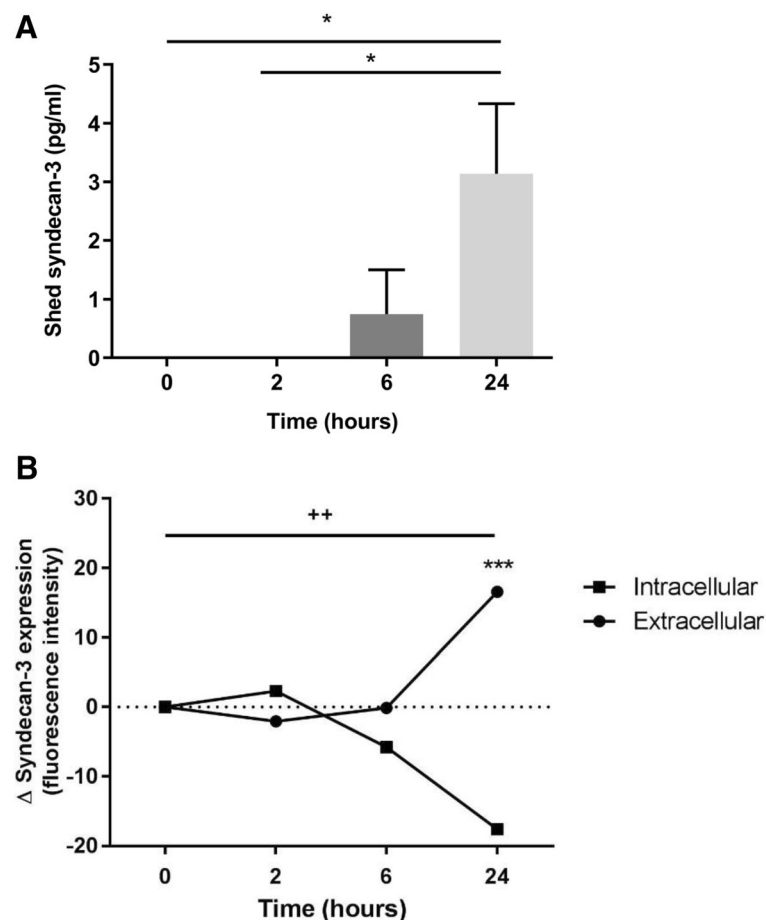 A
*
*
5
4
3
2
1
0
Shed syndecan-3 (pg/ml)
0 2 6 24
Time (hours)
B
30
20
10
0
-10
-20
Δ Syndecan-3 expression
(fluorescence intensity)
++
***
Intracellular
Extracellular
0 2 6 24
Time (hours)